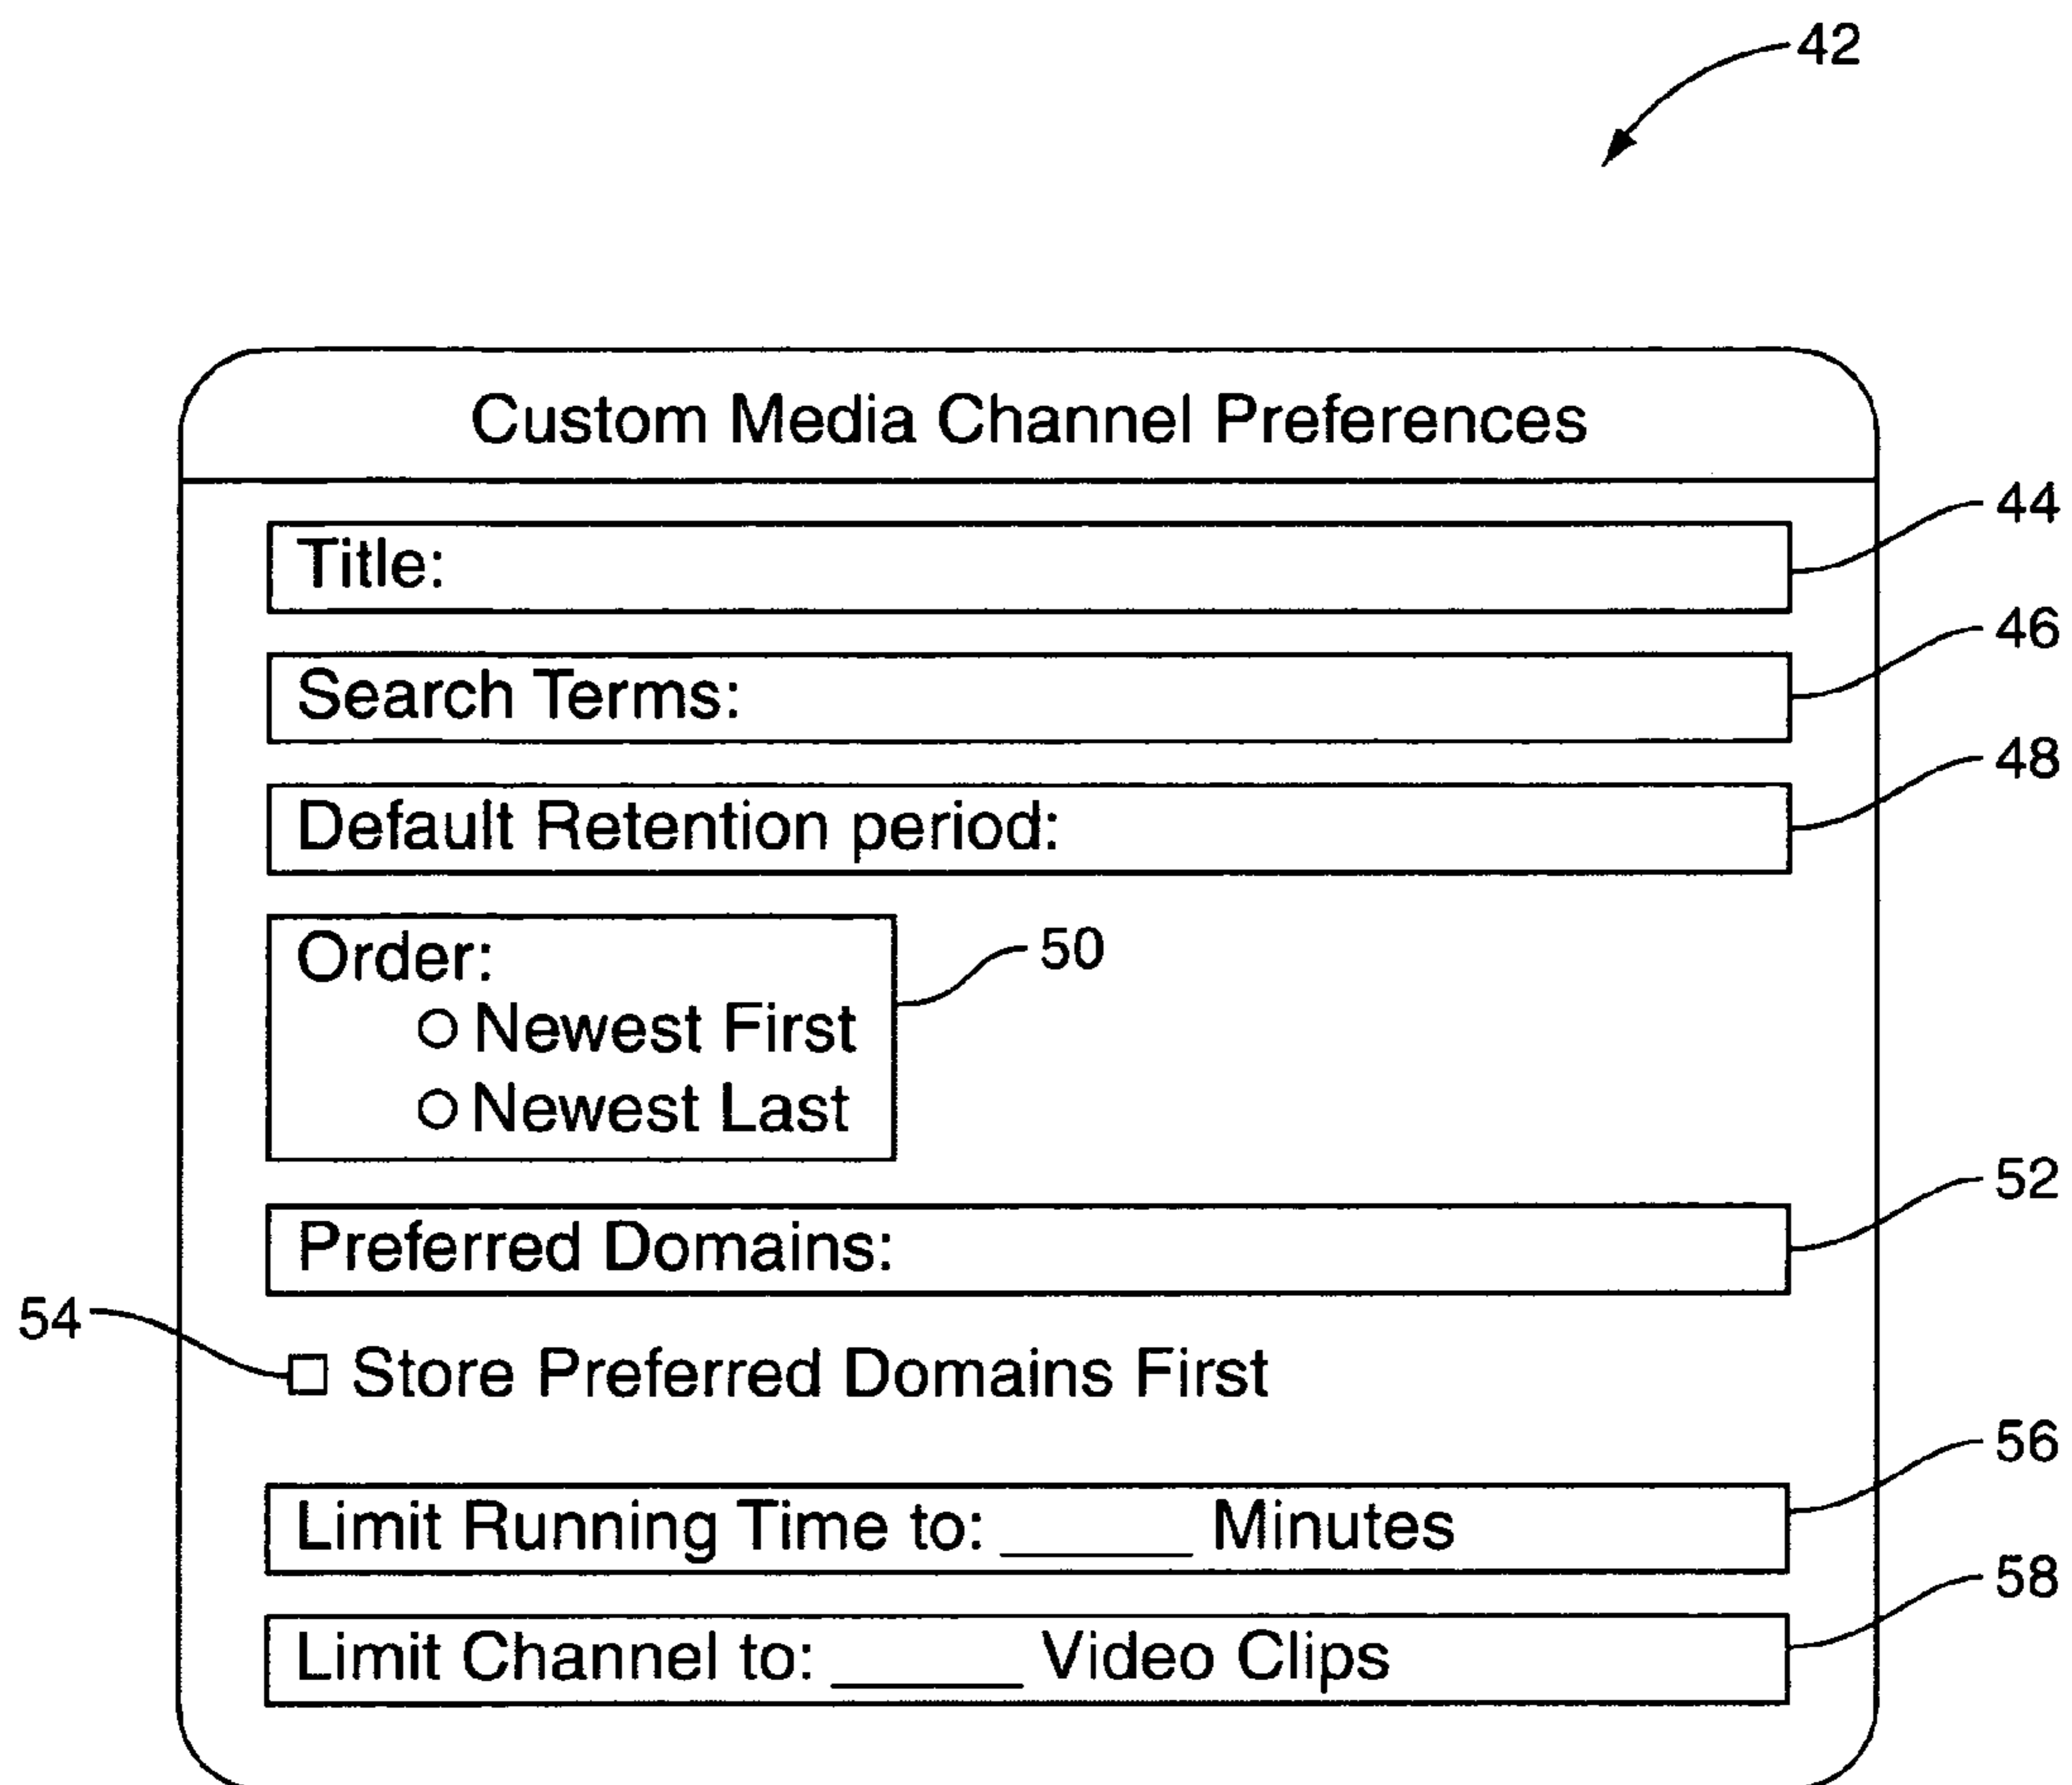 42
Custom Media Channel Preferences
44
Title:
46
Search Terms:
48
Default Retention period:
Order:
50
Newest First
Newest Last
52
Preferred Domains:
54
Store Preferred Domains First
56
Limit Running Time to: _____ Minutes
58
Limit Channel to: _____ Video Clips